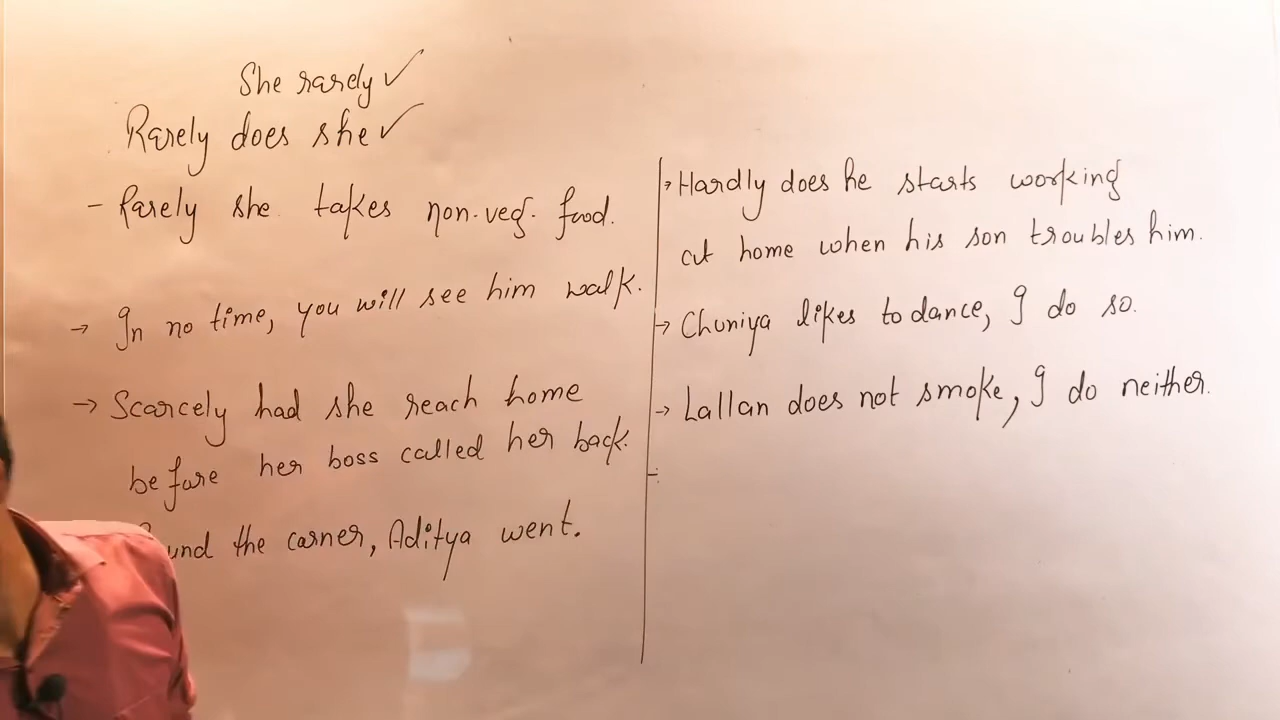 She rarely ✓
Rarely does she ✓
- Rarely she takes non-veg. food.
→ In no time, you will see him walk.
→ Scarcely had she reach home
before her boss called her back.
the corner, Aditya went.
→ Hardly does he starts working
at home when his son troubles him.
→ Chuniya likes to dance, I do so.
→ Lallan does not smoke, I do neither.